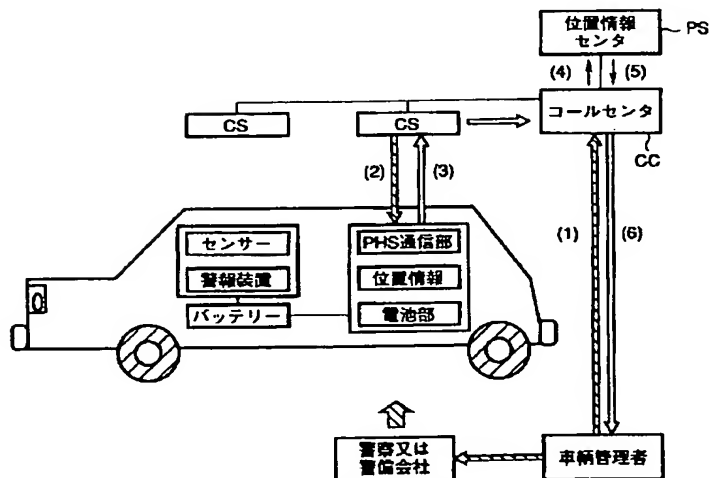 位置情報
センタ
PS
(4)
(5)
コールセンタ
CS
CS
CC
(2)
(3)
(1)
(6)
センサー
警報装置
バッテリー
PHS通信部
位置情報
電池部
警察又は
警備会社
車輌管理者